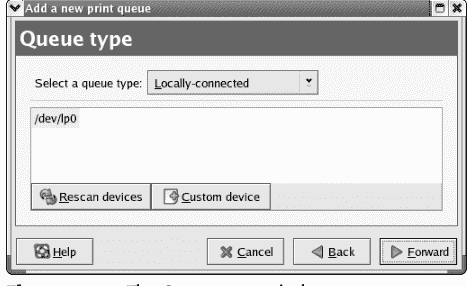 Add a new print queue
Queue type
Select a queue type: Locally-connected
/dev/lp0
Rescan devices Custom device
Help Cancel Back Forward